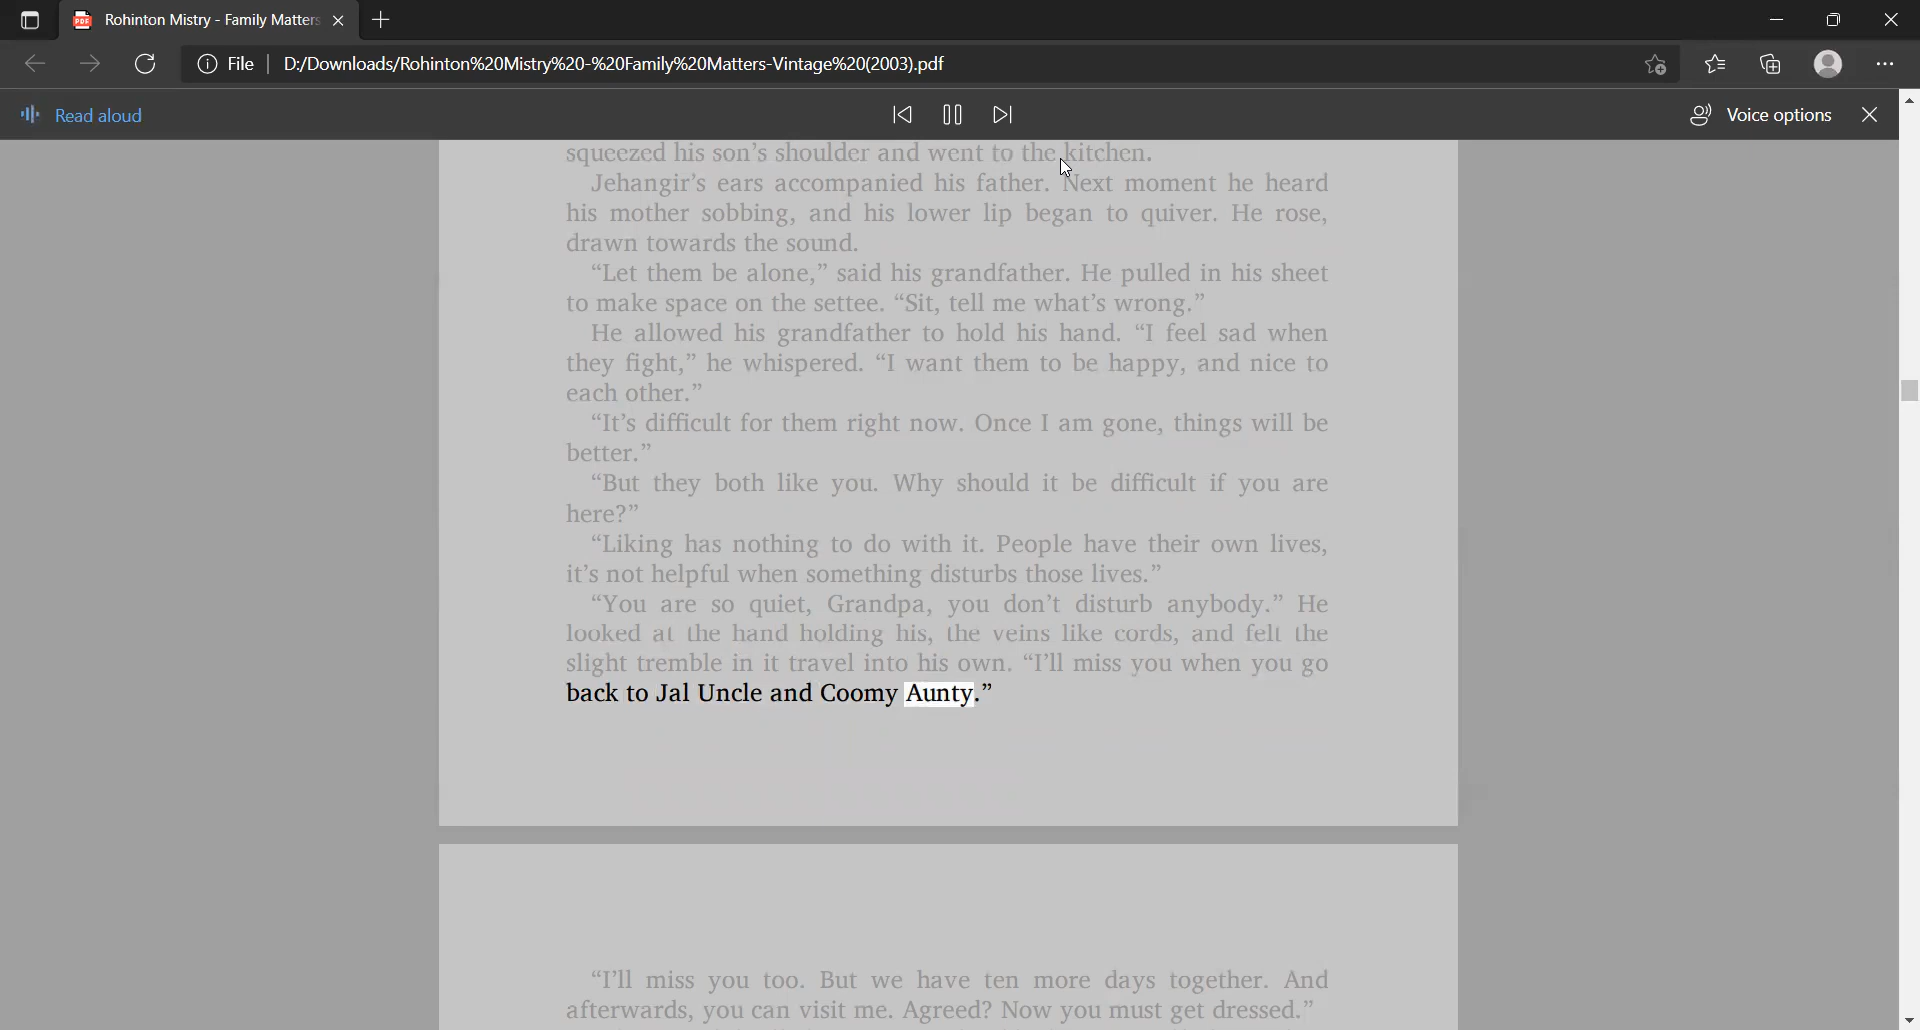 Rohinton Mistry - Family Matters
File D:/Downloads/Rohinton%20Mistry%20-%20Family%20Matters-Vintage%20(2003).pdf
Read aloud
Voice options
squeezed his son's shoulder and went to the kitchen.
Jehangir's ears accompanied his father. Next moment he heard
his mother sobbing, and his lower lip began to quiver. He rose,
drawn towards the sound.
“Let them be alone,” said his grandfather. He pulled in his sheet
to make space on the settee. “Sit, tell me what’s wrong.”
He allowed his grandfather to hold his hand. “I feel sad when
they fight,” he whispered. “I want them to be happy, and nice to
each other.”
“It’s difficult for them right now. Once I am gone, things will be
better.”
“But they both like you. Why should it be difficult if you are
here?”
“Liking has nothing to do with it. People have their own lives,
it’s not helpful when something disturbs those lives.”
“You are so quiet, Grandpa, you don’t disturb anybody.” He
looked at the hand holding his, the veins like cords, and felt the
slight tremble in it travel into his own. “I’ll miss you when you go
back to Jal Uncle and Coomy Aunty.”
“I’ll miss you too. But we have ten more days together. And
afterwards, you can visit me. Agreed? Now you must get dressed.”